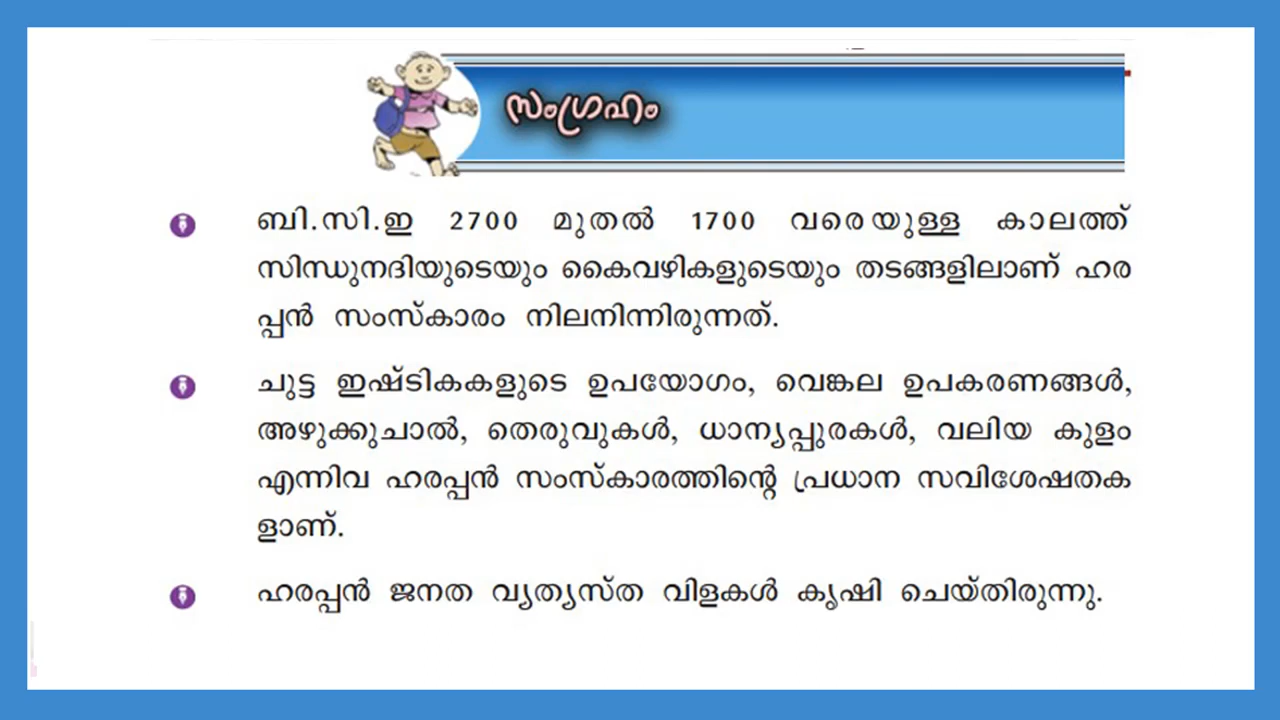 സംഗ്രഹം
ബി.സി.ഇ 2700 മുതൽ 1700 വരെയുള്ള കാലത്ത്
സിന്ധുനദിയുടെയും കൈവഴികളുടെയും തടങ്ങളിലാണ് ഹര
പ്പൻ സംസ്കാരം നിലനിന്നിരുന്നത്.
ചുട്ട ഇഷ്ടികകളുടെ ഉപയോഗം, വെങ്കല ഉപകരണങ്ങൾ,
അഴുക്കുചാൽ, തെരുവുകൾ, ധാന്യപ്പുരകൾ, വലിയ കുളം
എന്നിവ ഹരപ്പൻ സംസ്കാരത്തിന്റെ പ്രധാന സവിശേഷതക
ളാണ്.
ഹരപ്പൻ ജനത വ്യത്യസ്ത വിളകൾ കൃഷി ചെയ്തിരുന്നു.